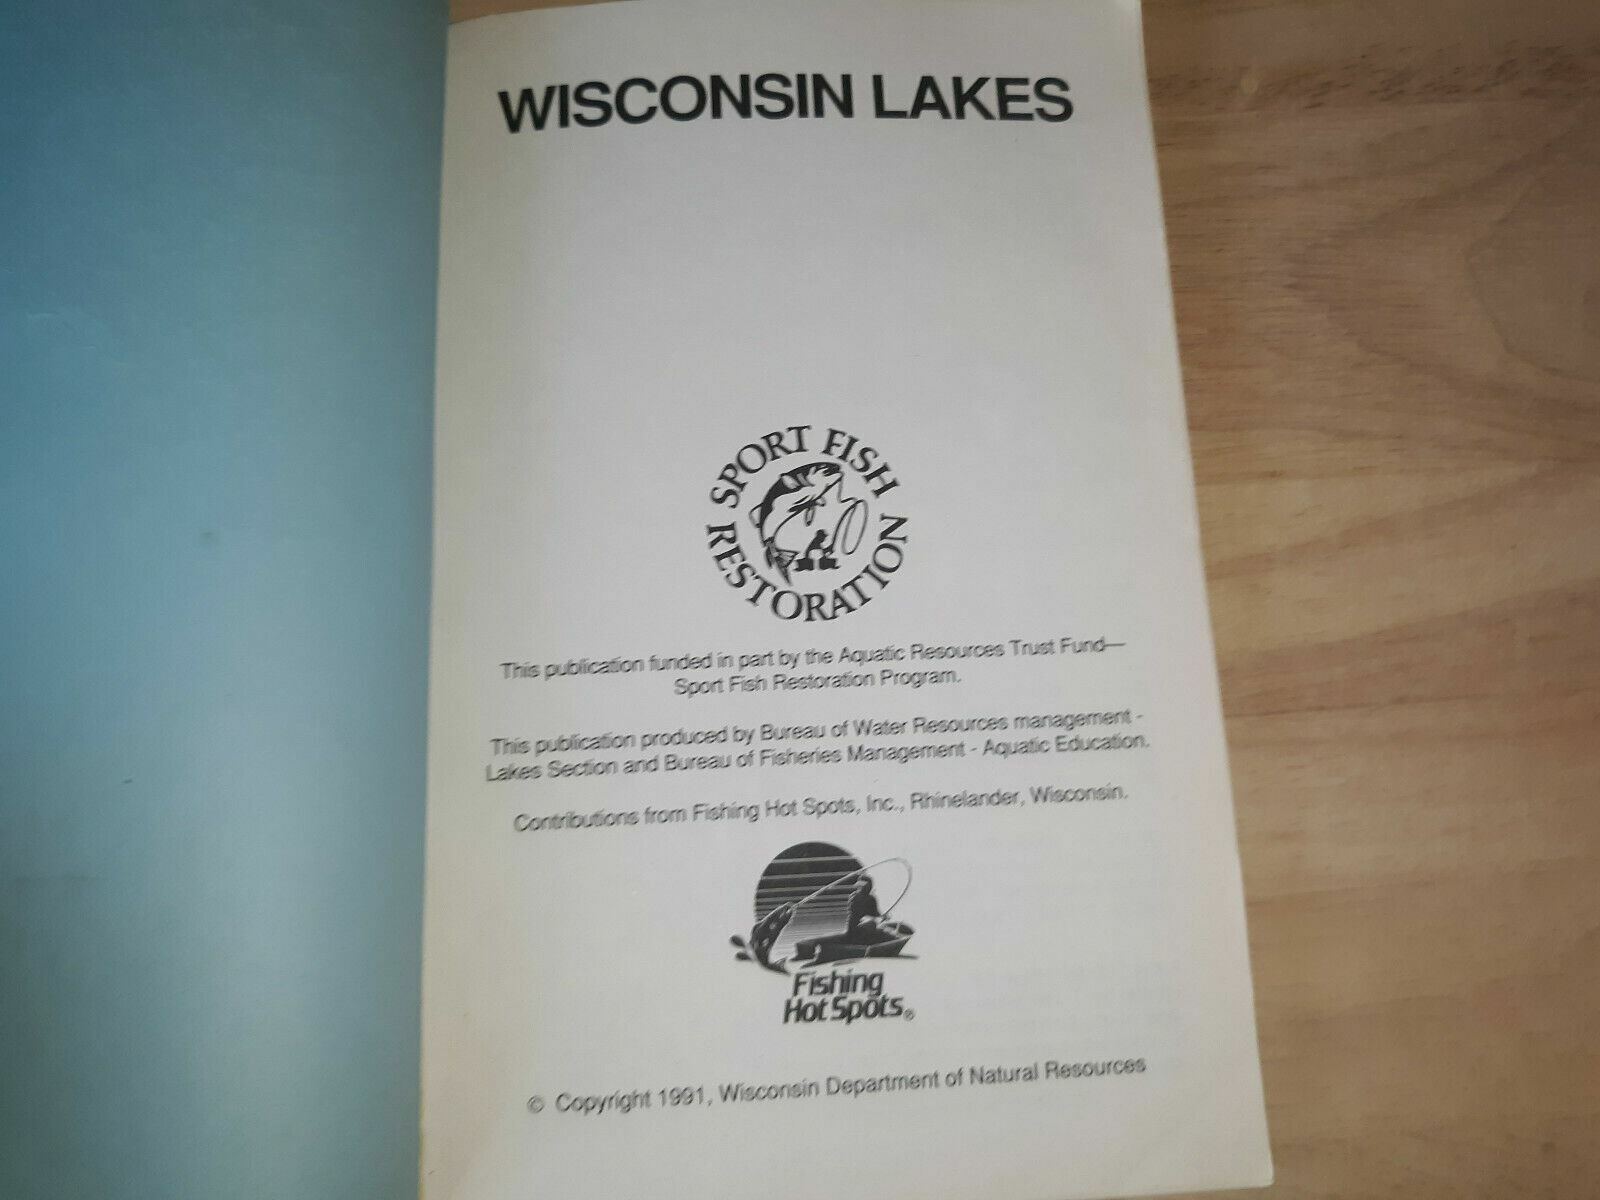 WISCONSIN LAKES
SPORT FISH
RESTORATION
This publication funded in part by the Aquatic Resources Trust Fund—
Sport Fish Restoration Program.
This publication produced by Bureau of Water Resources management -
Lakes Section and Bureau of Fisheries Management - Aquatic Education.
Contributions from Fishing Hot Spots, Inc., Rhinelander, Wisconsin.
Fishing
Hot Spots®
© Copyright 1991, Wisconsin Department of Natural Resources